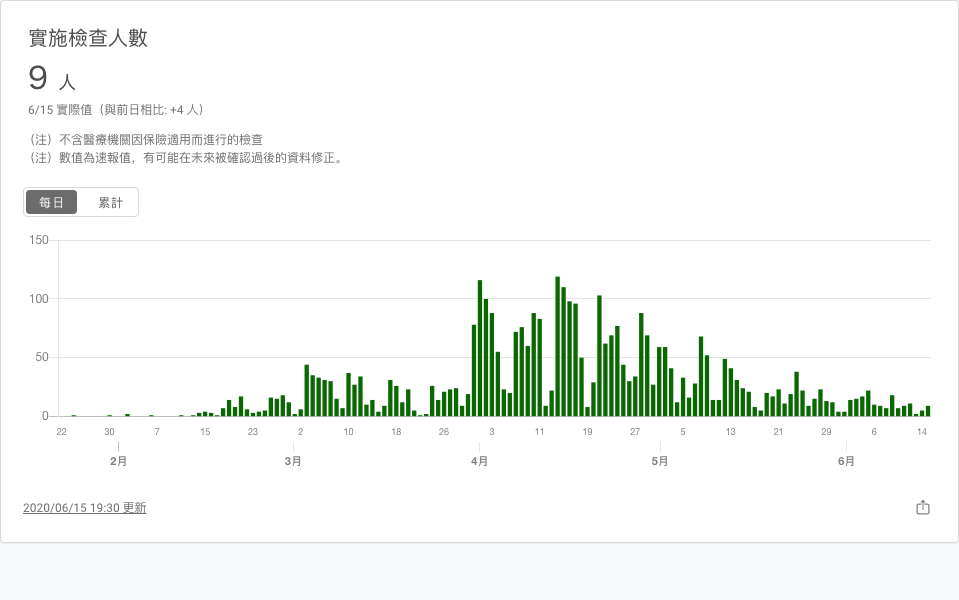 實施檢查人數
9 人
6/15 實際值（與前日相比: +4 人）
（注）不含醫療機關因保險適用而進行的檢查
（注）數值為速報值，有可能在未來被確認過後的資料修正。
每日 累計
150
100
50
0
22 30 7 15 23 2 10 18 26 3 11 19 27 5 13 21 29 6 14
2月 3月 4月 5月 6月
2020/06/15 19:30 更新